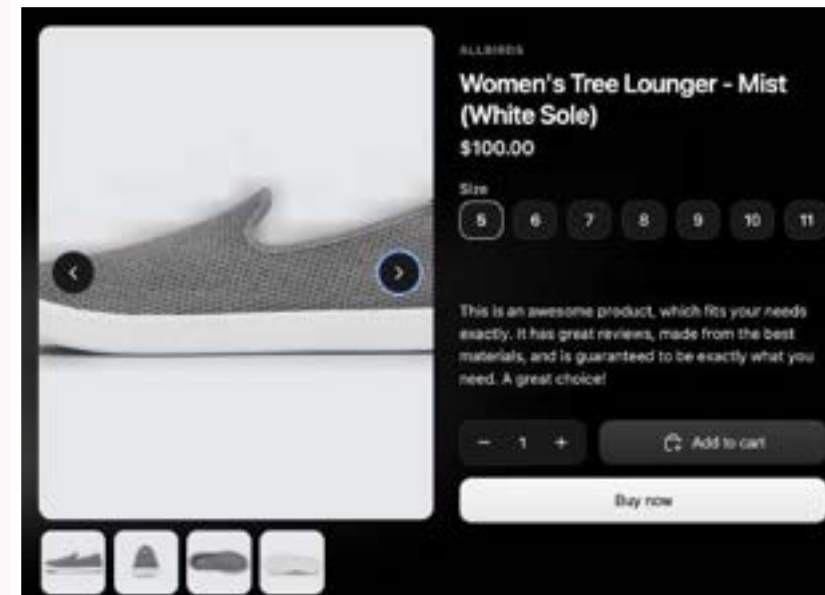 ALLBIRDS
Women's Tree Lounger - Mist
(White Sole)
$100.00
Size
5 6 7 8 9 10 11
This is an awesome product, which fits your needs
exactly. It has great reviews, made from the best
materials, and is guaranteed to be exactly what you
need. A great choice!
− 1 + Add to cart
Buy now